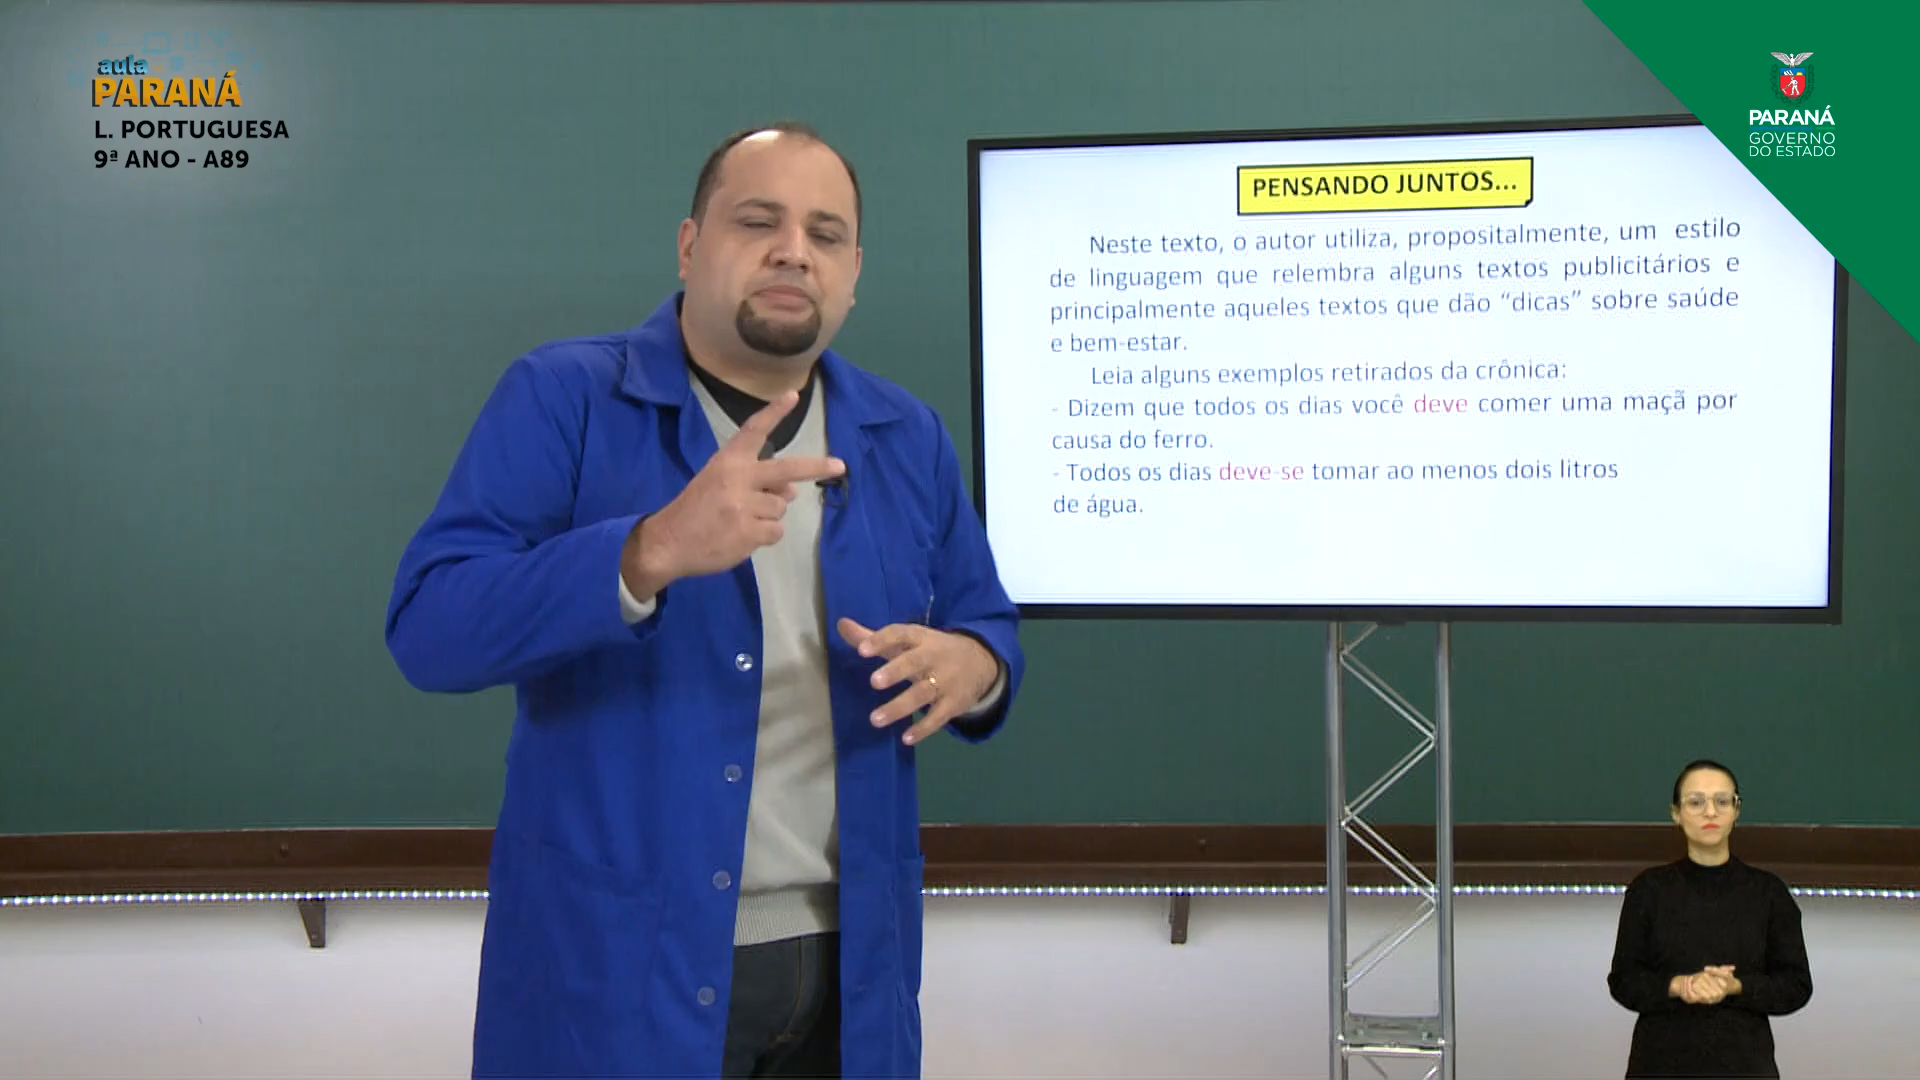 aula
PARANÁ
L. PORTUGUESA
9ª ANO - A89
PARANÁ
GOVERNO
DO ESTADO
PENSANDO JUNTOS...
Neste texto, o autor utiliza, propositalmente, um estilo
de linguagem que relembra alguns textos publicitários e
principalmente aqueles textos que dão “dicas” sobre saúde
e bem-estar.
Leia alguns exemplos retirados da crônica:
- Dizem que todos os dias você deve comer uma maçã por
causa do ferro.
- Todos os dias deve-se tomar ao menos dois litros
de água.